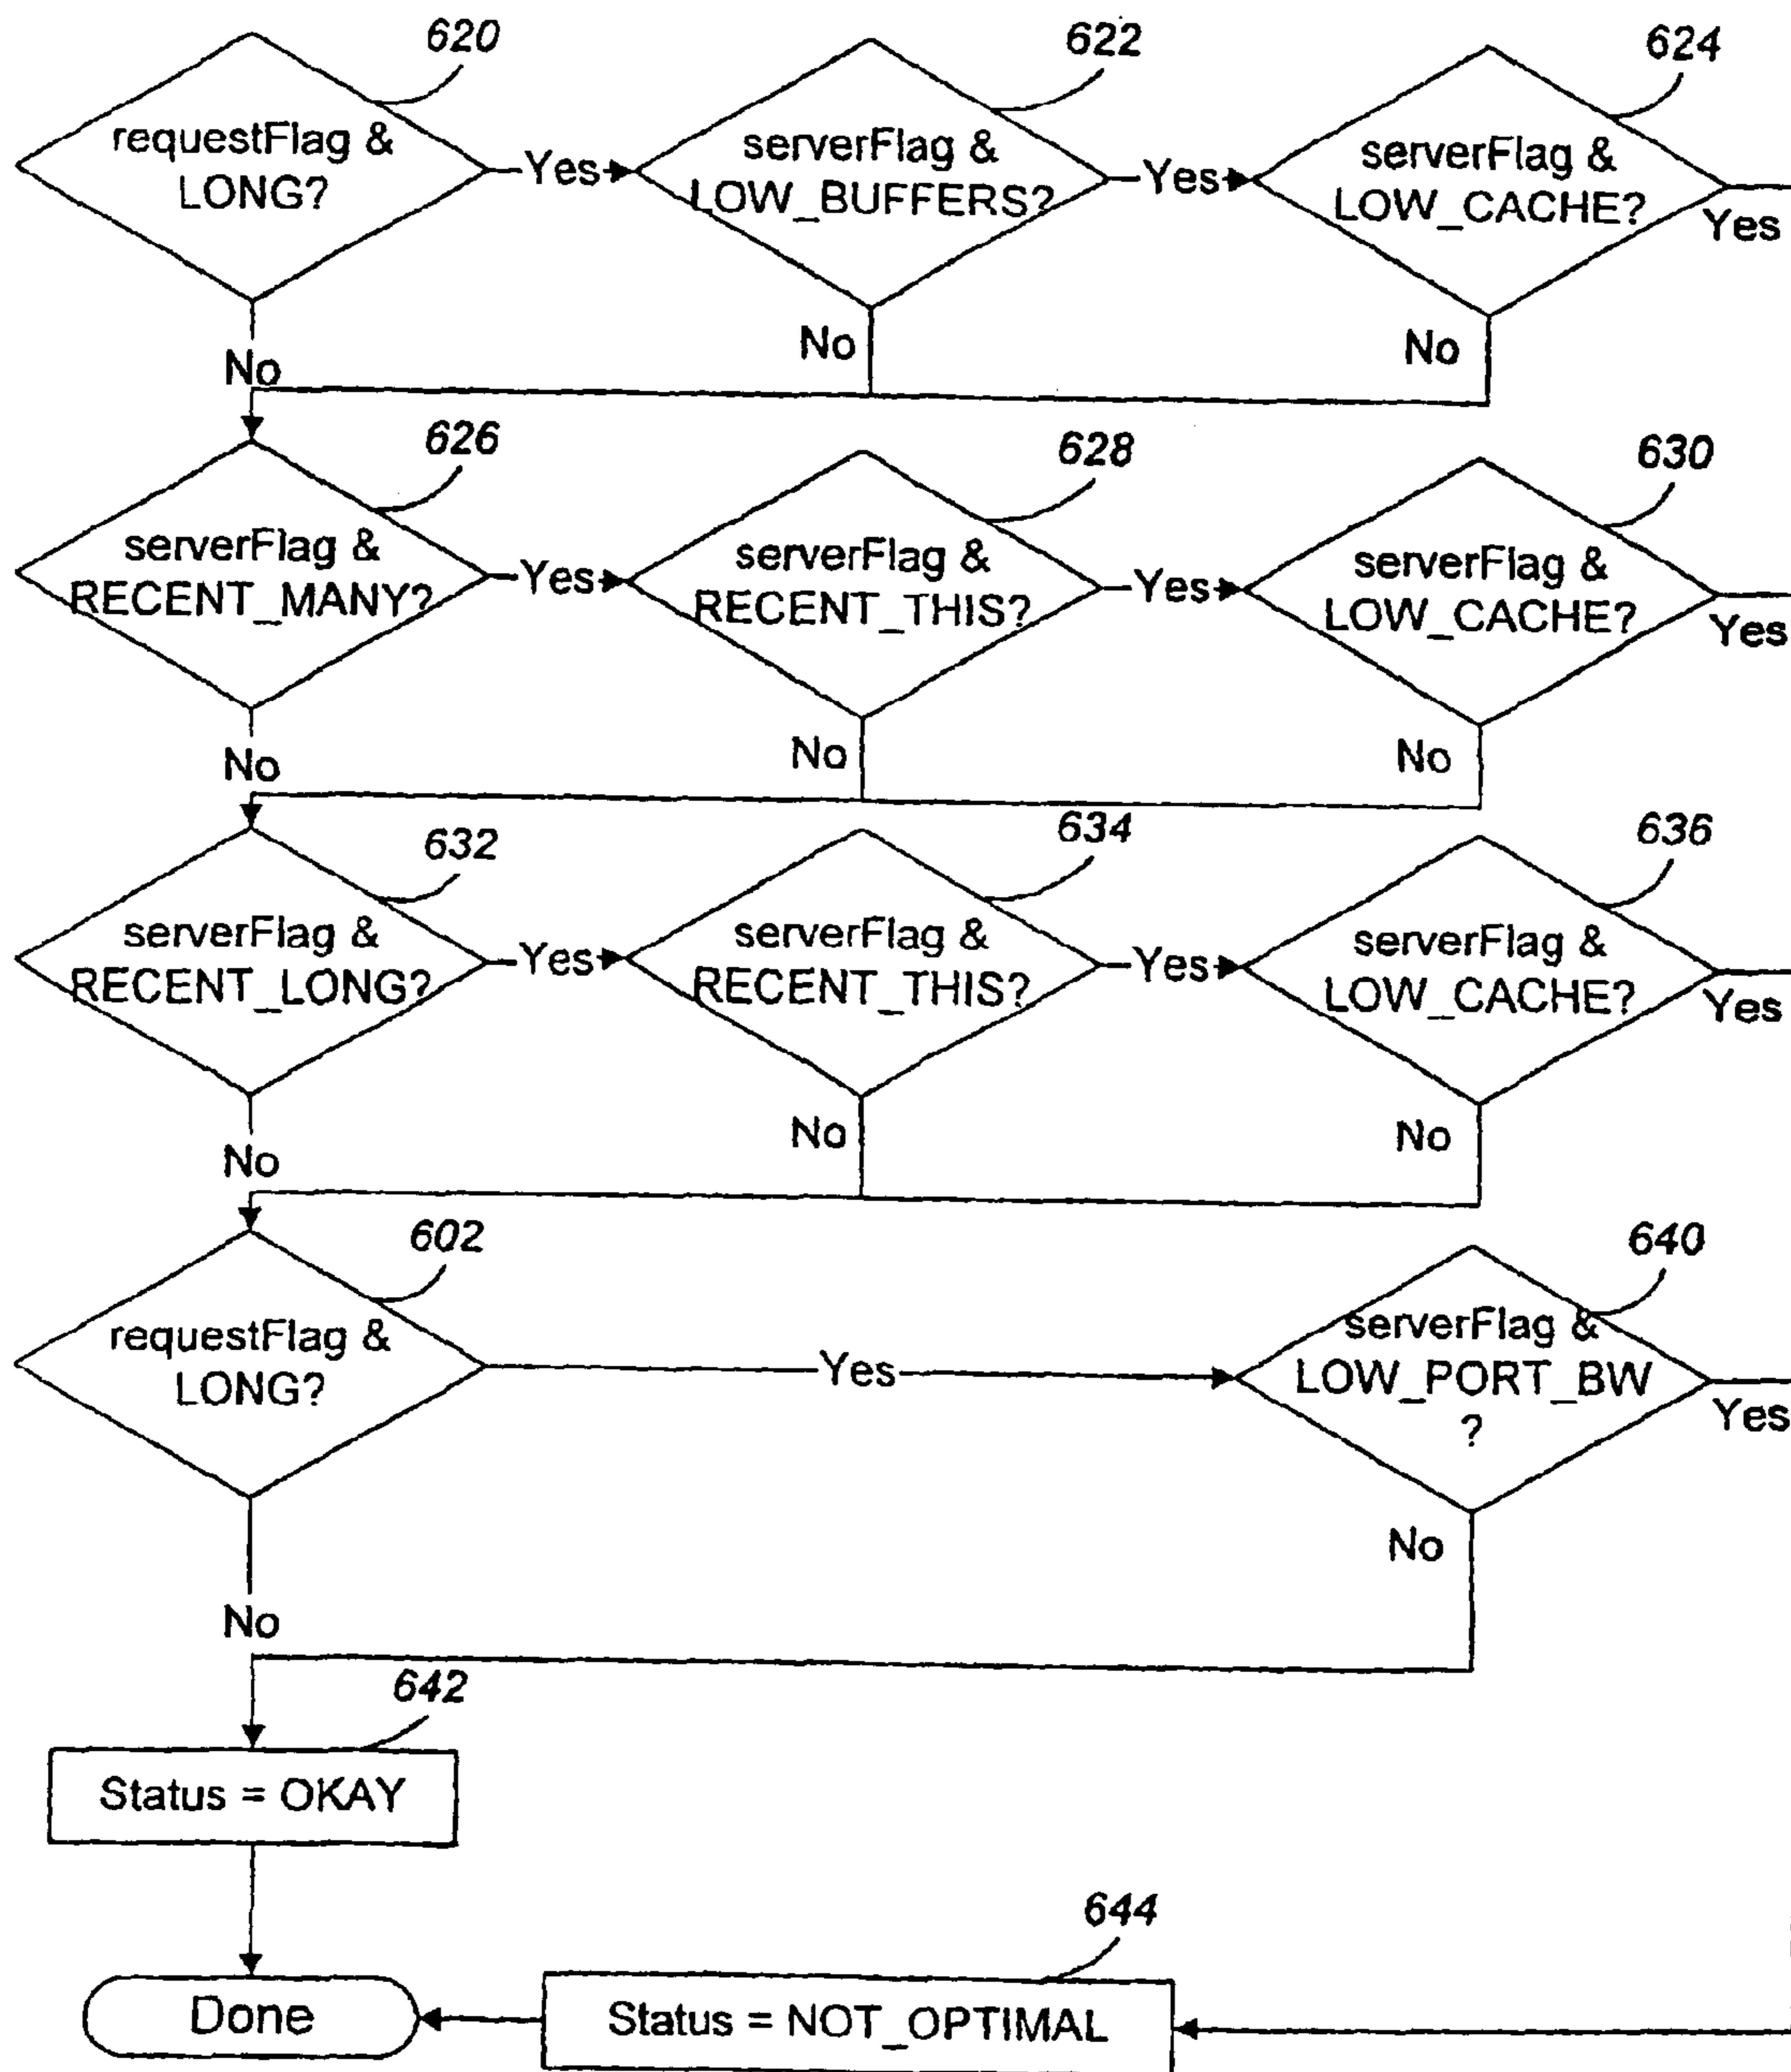 620
622
624
requestFlag &
LONG?
Yes
serverFlag &
LOW_BUFFERS?
Yes
serverFlag &
LOW_CACHE?
Yes
No
No
No
626
628
630
serverFlag &
RECENT_MANY?
Yes
serverFlag &
RECENT_THIS?
Yes
serverFlag &
LOW_CACHE?
Yes
No
No
No
632
634
636
serverFlag &
RECENT_LONG?
Yes
serverFlag &
RECENT_THIS?
Yes
serverFlag &
LOW_CACHE?
Yes
No
No
No
602
640
requestFlag &
LONG?
Yes
serverFlag &
LOW_PORT_BW
?
Yes
No
No
642
Status = OKAY
644
Done
Status = NOT_OPTIMAL